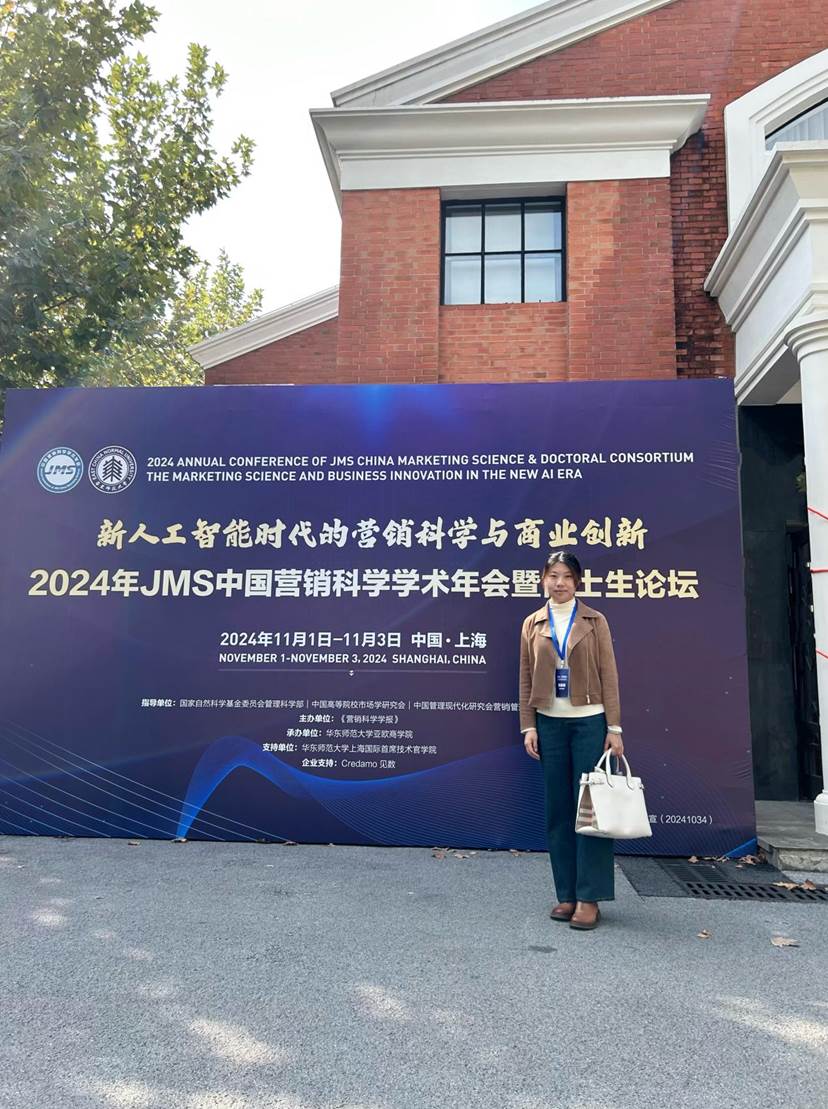 JMS
EAST CHINA NORMAL UNIVERSITY
2024 ANNUAL CONFERENCE OF JMS CHINA MARKETING SCIENCE & DOCTORAL CONSORTIUM
THE MARKETING SCIENCE AND BUSINESS INNOVATION IN THE NEW AI ERA
新人工智能时代的营销科学与商业创新
2024年JMS中国营销科学学术年会暨 士生论坛
2024年11月1日-11月3日 中国·上海
NOVEMBER 1-NOVEMBER 3, 2024 SHANGHAI, CHINA
指导单位：国家自然科学基金委员会管理科学部｜中国高等院校市场学研究会｜中国管理现代化研究会营销管
主办单位：《营销科学学报》
承办单位：华东师范大学亚欧商学院
支持单位：华东师范大学上海国际首席技术官学院
企业支持：Credamo 见数
宣（20241034）